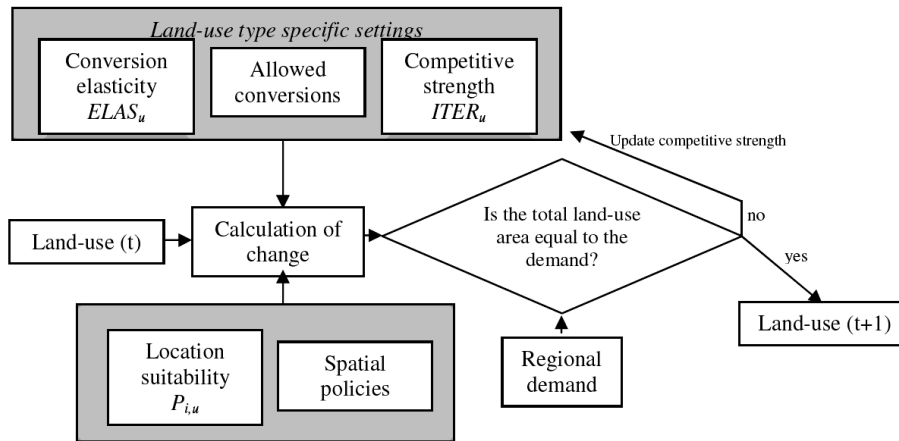 Land-use type specific settings
Conversion
elasticity
ELASu
Allowed
conversions
Competitive
strength
ITERu
Update competitive strength
Land-use (t)
Calculation of
change
Is the total land-use
area equal to the
demand?
no
yes
Land-use (t+1)
Location
suitability
Pi,u
Spatial
policies
Regional
demand